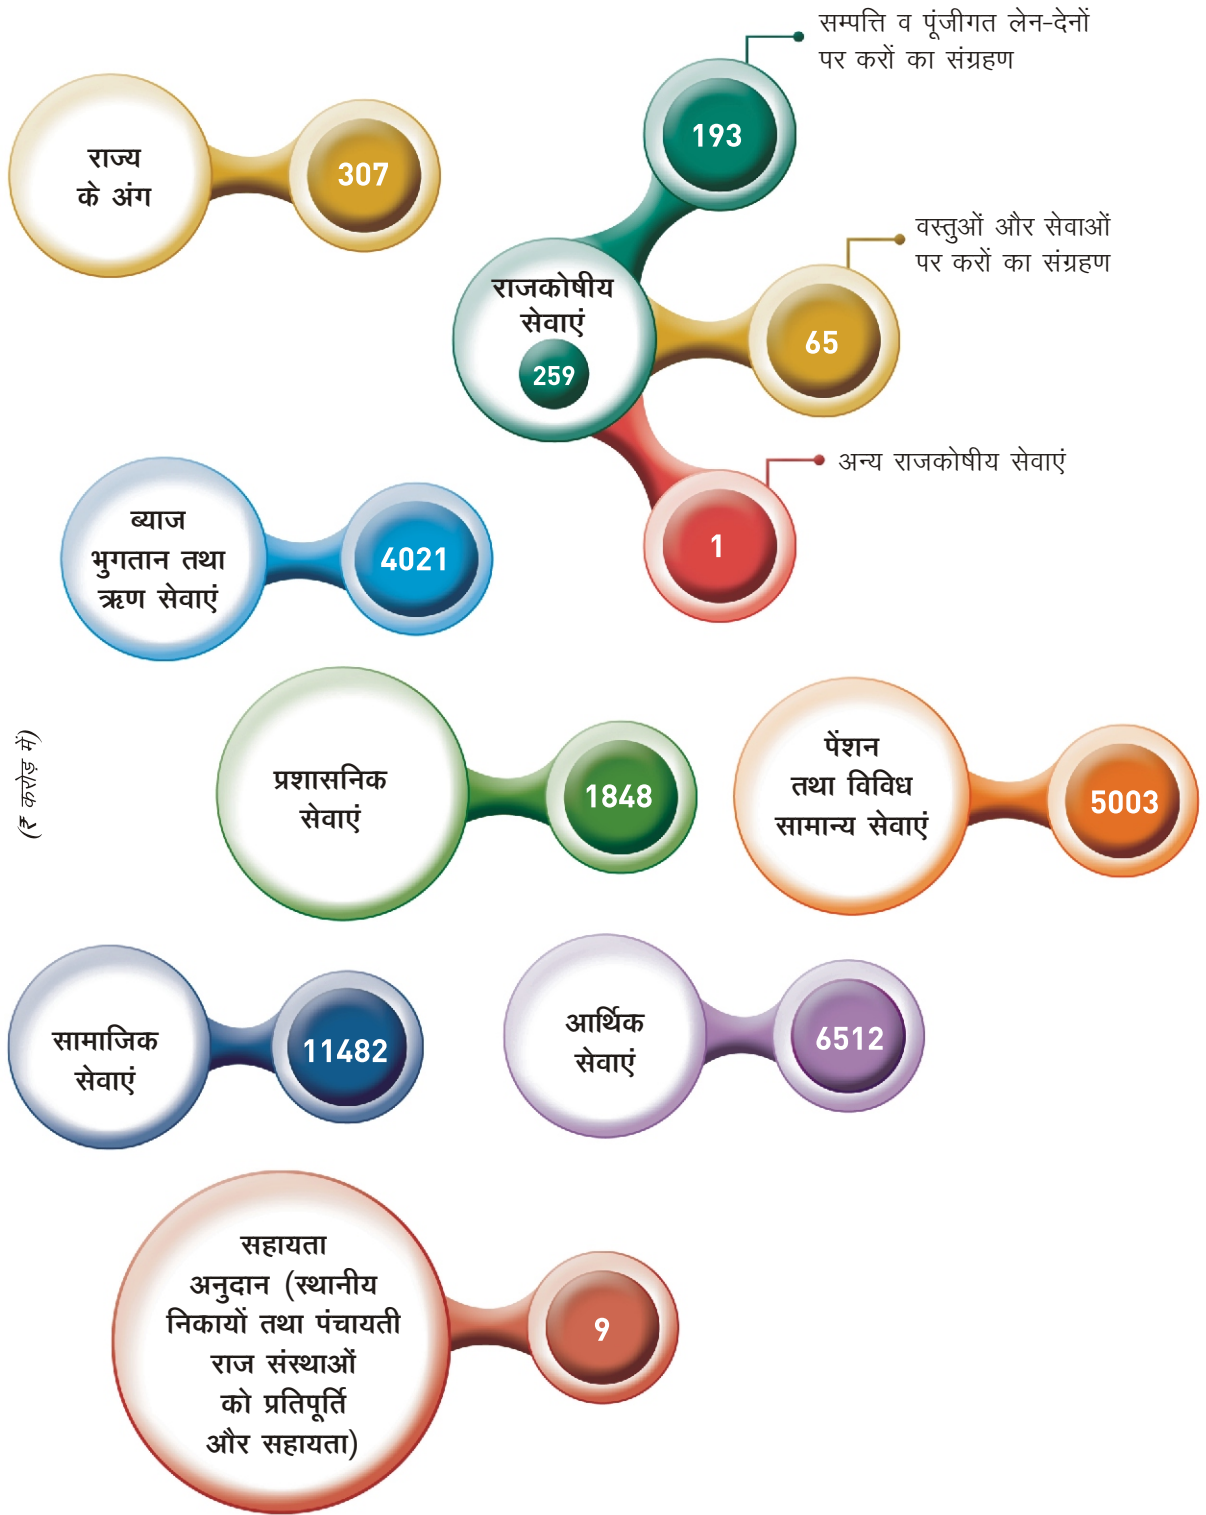 सम्पत्ति व पूंजीगत लेन-देनों
पर करों का संग्रहण
193
राज्य
के अंग
307
वस्तुओं और सेवाओं
पर करों का संग्रहण
65
राजकोषीय
सेवाएं
259
अन्य राजकोषीय सेवाएं
1
ब्याज
भुगतान तथा
ऋण सेवाएं
4021
(₹ करोड़ में)
प्रशासनिक
सेवाएं
1848
पेंशन
तथा विविध
सामान्य सेवाएं
5003
सामाजिक
सेवाएं
11482
आर्थिक
सेवाएं
6512
सहायता
अनुदान (स्थानीय
निकायों तथा पंचायती
राज संस्थाओं
को प्रतिपूर्ति
और सहायता)
9